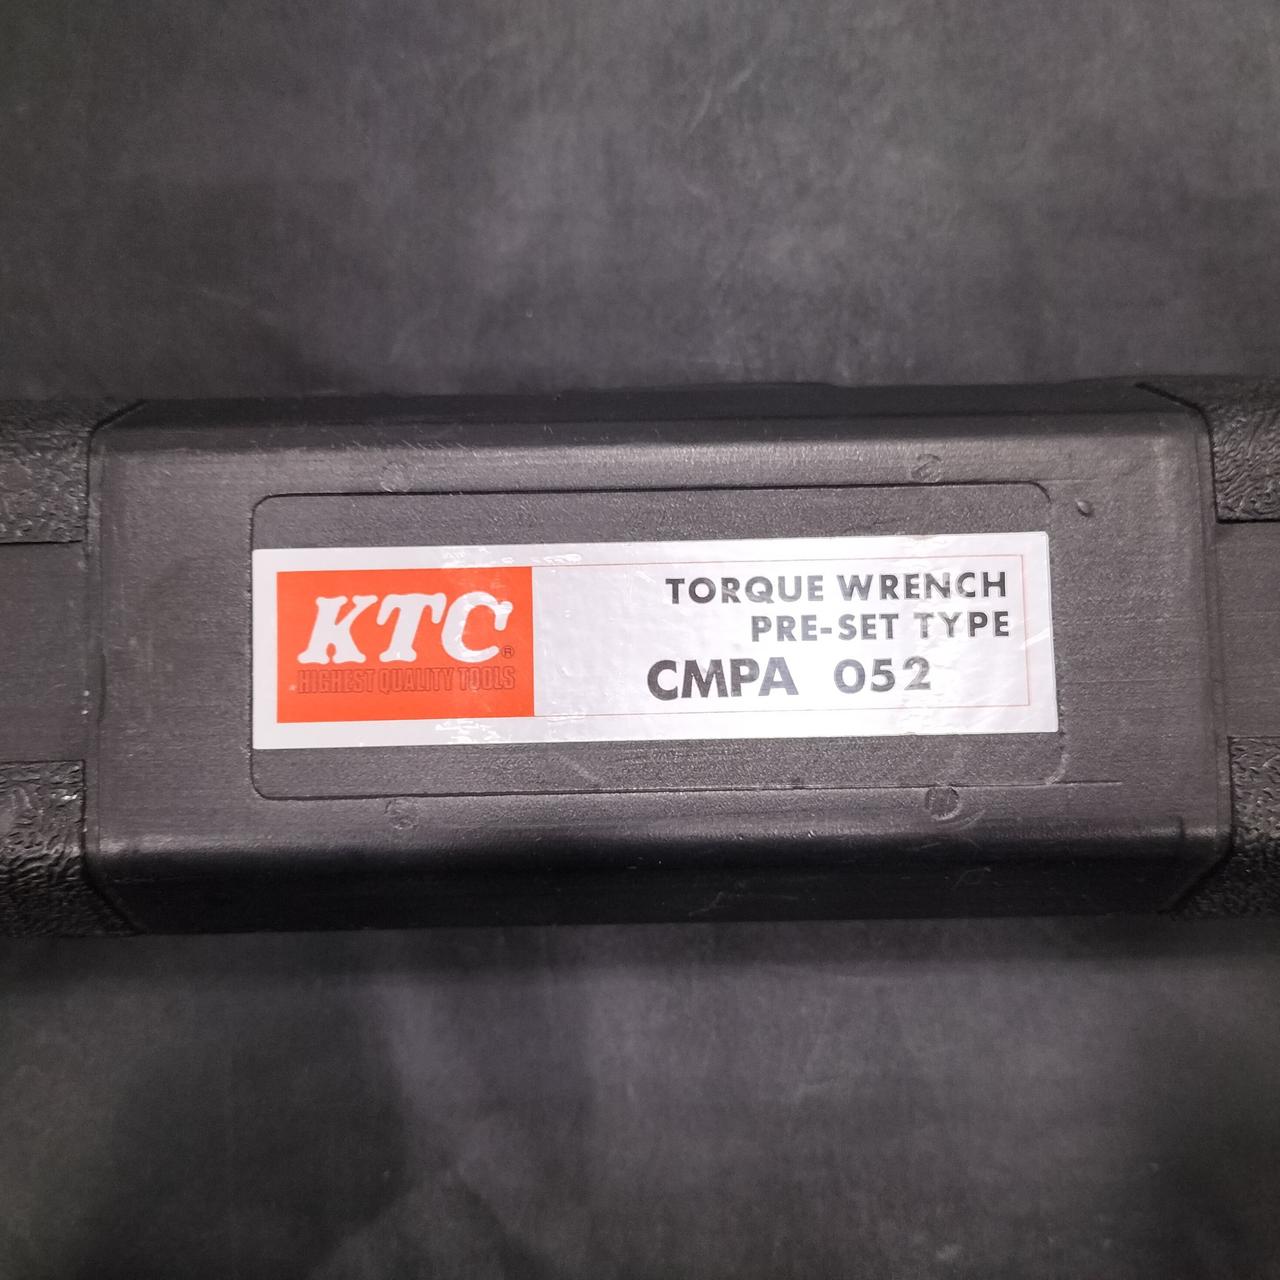 KTC®
HIGHEST QUALITY TOOLS
TORQUE WRENCH
PRE-SET TYPE
CMPA 052